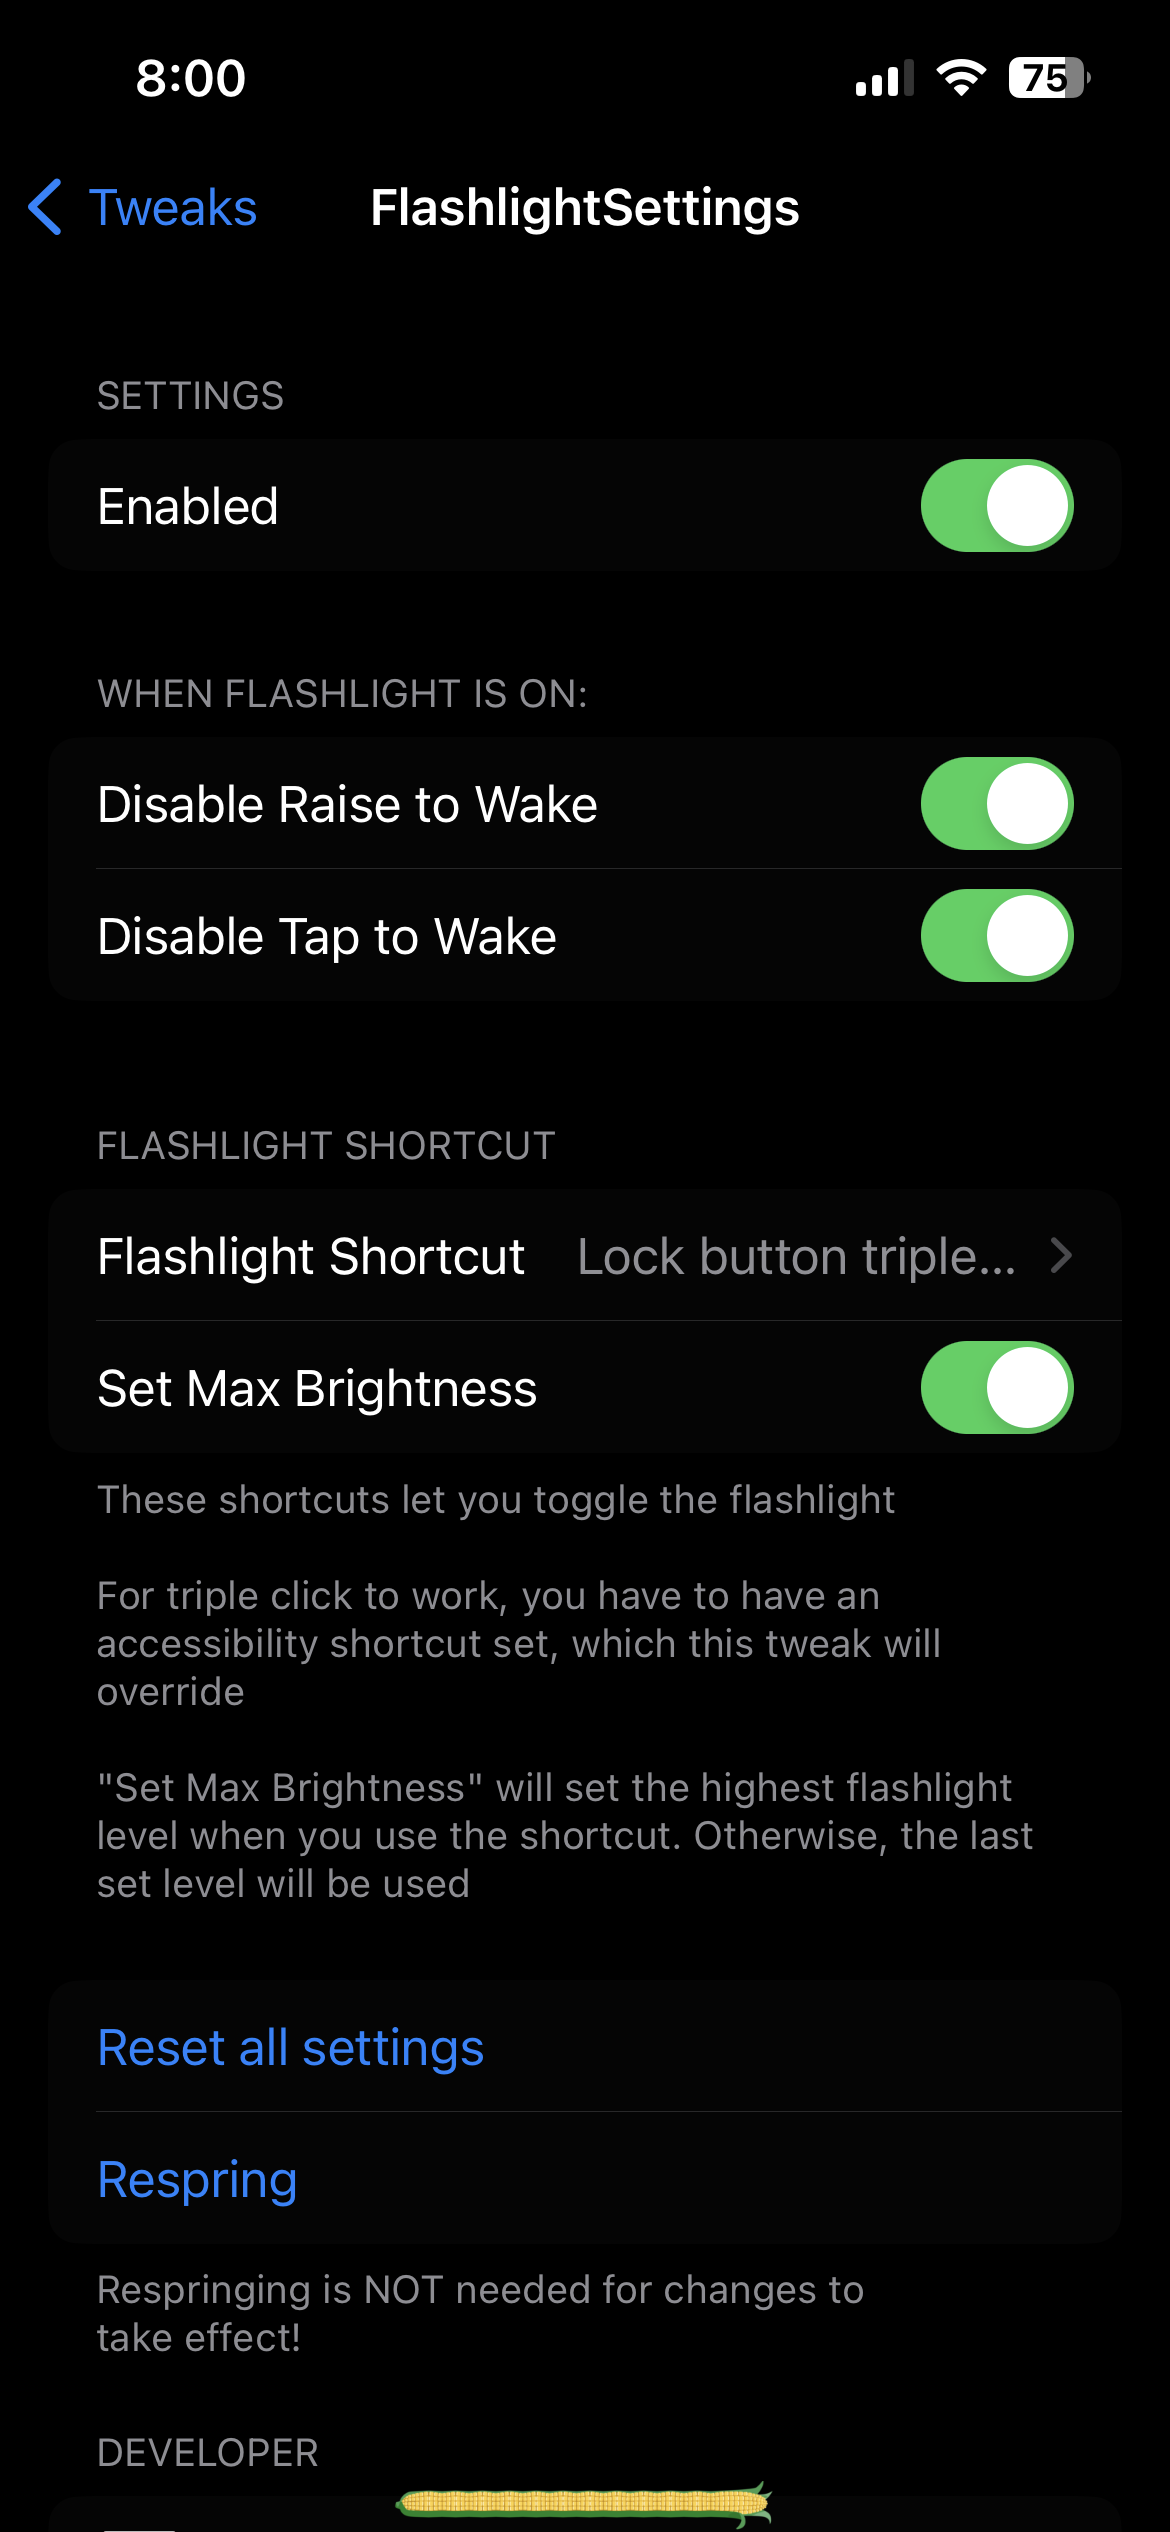 8:00
75
Tweaks
FlashlightSettings
SETTINGS
Enabled
WHEN FLASHLIGHT IS ON:
Disable Raise to Wake
Disable Tap to Wake
FLASHLIGHT SHORTCUT
Flashlight Shortcut Lock button triple...
Set Max Brightness
These shortcuts let you toggle the flashlight
For triple click to work, you have to have an
accessibility shortcut set, which this tweak will
override
"Set Max Brightness" will set the highest flashlight
level when you use the shortcut. Otherwise, the last
set level will be used
Reset all settings
Respring
Respringing is NOT needed for changes to
take effect!
DEVELOPER